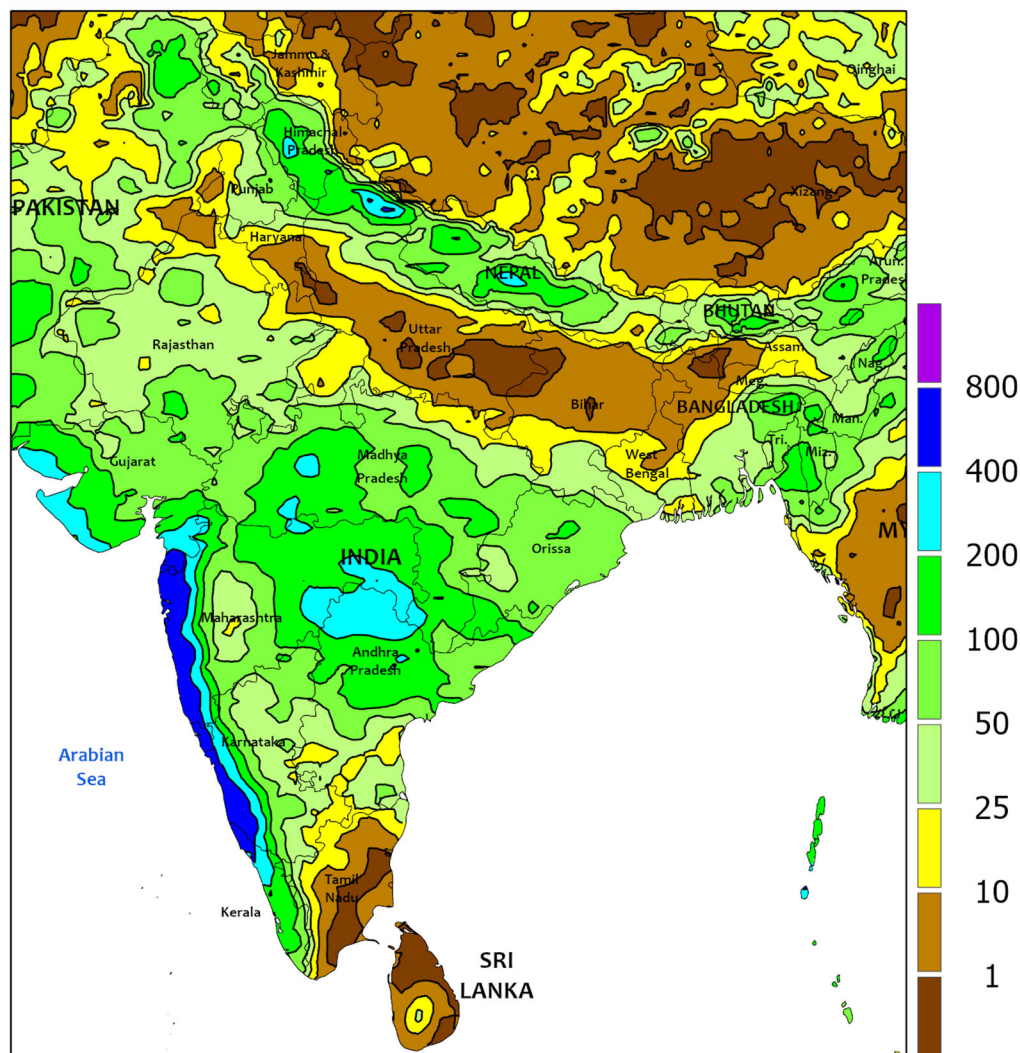 Jammu &
Kashmir
Qinghai
Himachal
Pradesh
Punjab
Xizang
PAKISTAN
Haryana
NEPAL
Arun.
Prades
BHUTAN
Uttar
Pradesh
Rajasthan
Assam
Nag.
Meg.
Bihar
BANGLADESH
Man.
Tri.
Miz.
Gujarat
Madhya
Pradesh
West
Bengal
MY
INDIA
Orissa
Maharashtra
Andhra
Pradesh
Karnataka
Arabian
Sea
Tamil
Nadu
Kerala
SRI
LANKA
800
400
200
100
50
25
10
1